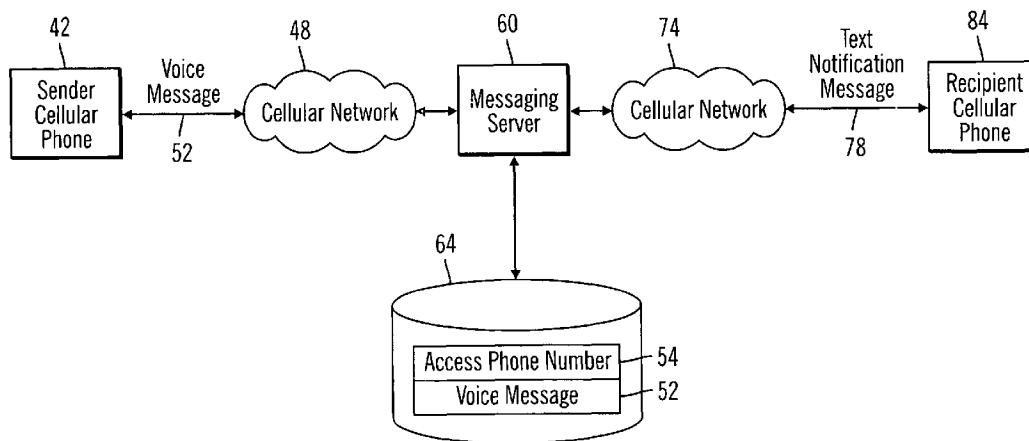 42
Sender
Cellular
Phone
Voice
Message
52
48
Cellular Network
60
Messaging
Server
74
Cellular Network
Text
Notification
Message
78
84
Recipient
Cellular
Phone
64
Access Phone Number
54
Voice Message
52